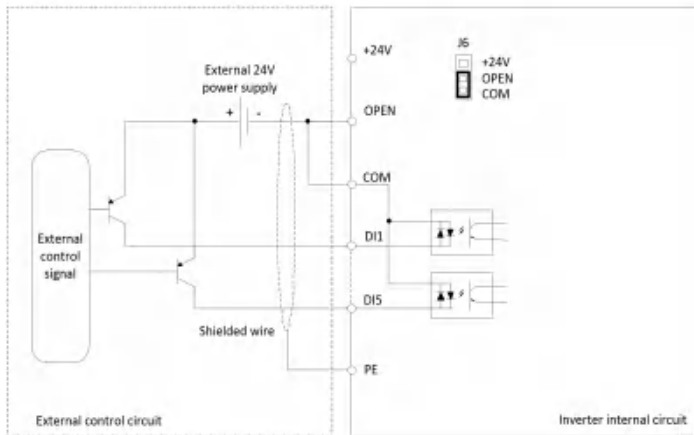 +24V
J6
+24V
OPEN
COM
External 24V
power supply
+ -
OPEN
COM
External
control
signal
DI1
DI5
Shielded wire
PE
External control circuit
Inverter internal circuit